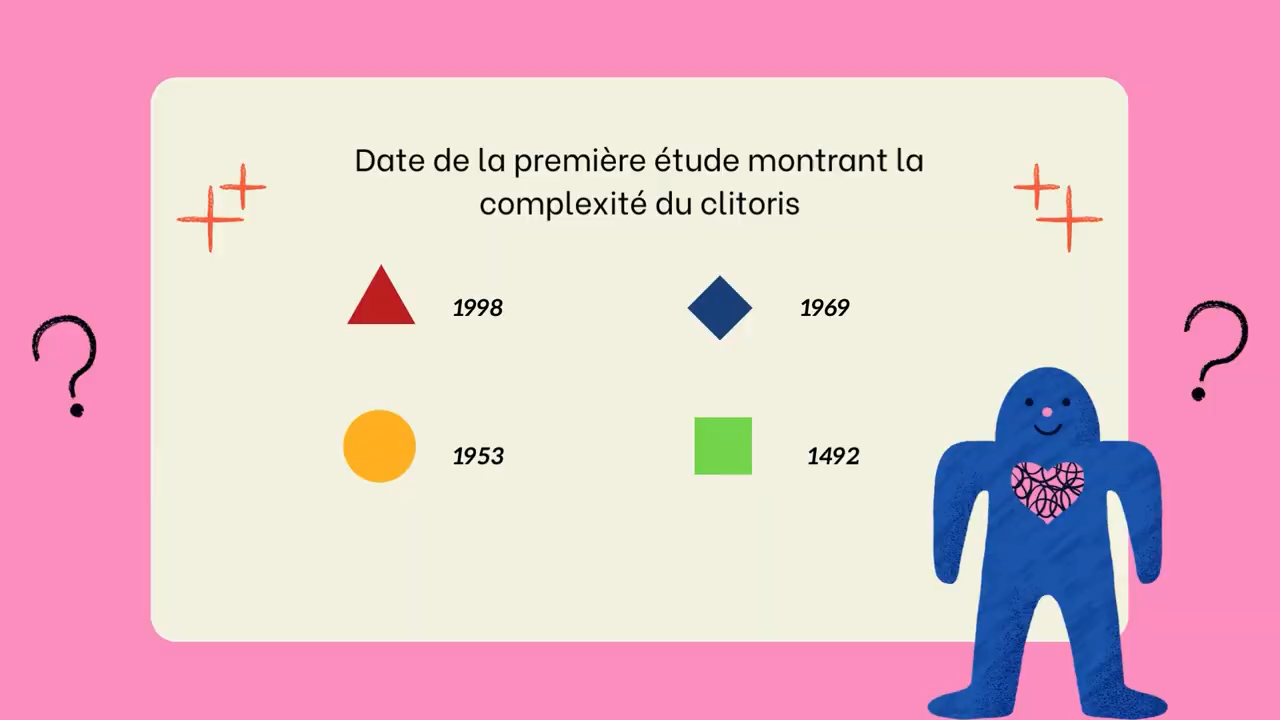 Date de la première étude montrant la
complexité du clitoris
1998
1969
1953
1492